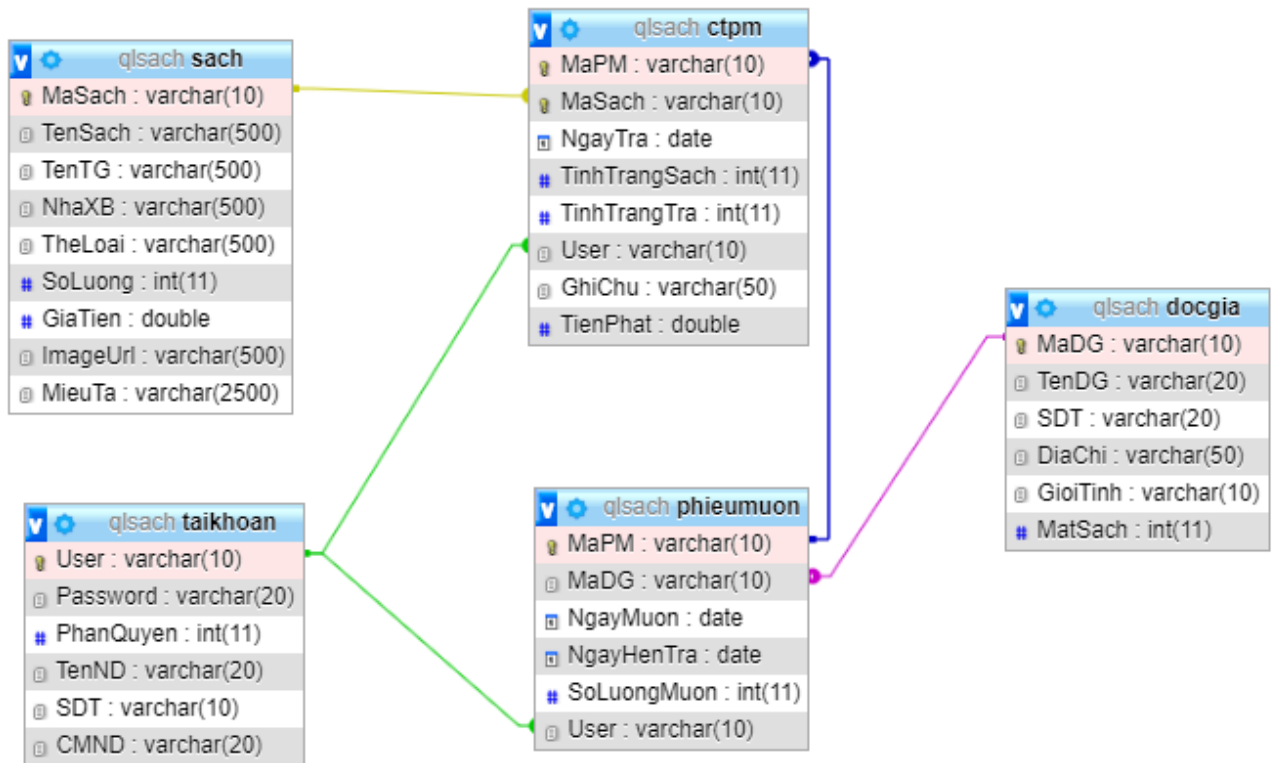 qlsach sach
MaSach : varchar(10)
TenSach : varchar(500)
TenTG : varchar(500)
NhaXB : varchar(500)
TheLoai : varchar(500)
SoLuong : int(11)
GiaTien : double
ImageUrl : varchar(500)
MieuTa : varchar(2500)
qlsach ctpm
MaPM : varchar(10)
MaSach : varchar(10)
NgayTra : date
TinhTrangSach : int(11)
TinhTrangTra : int(11)
User : varchar(10)
GhiChu : varchar(50)
TienPhat : double
qlsach docgia
MaDG : varchar(10)
TenDG : varchar(20)
SDT : varchar(20)
DiaChi : varchar(50)
GioiTinh : varchar(10)
MatSach : int(11)
qlsach taikhoan
User : varchar(10)
Password : varchar(20)
PhanQuyen : int(11)
TenND : varchar(20)
SDT : varchar(10)
CMND : varchar(20)
qlsach phieumuon
MaPM : varchar(10)
MaDG : varchar(10)
NgayMuon : date
NgayHenTra : date
SoLuongMuon : int(11)
User : varchar(10)